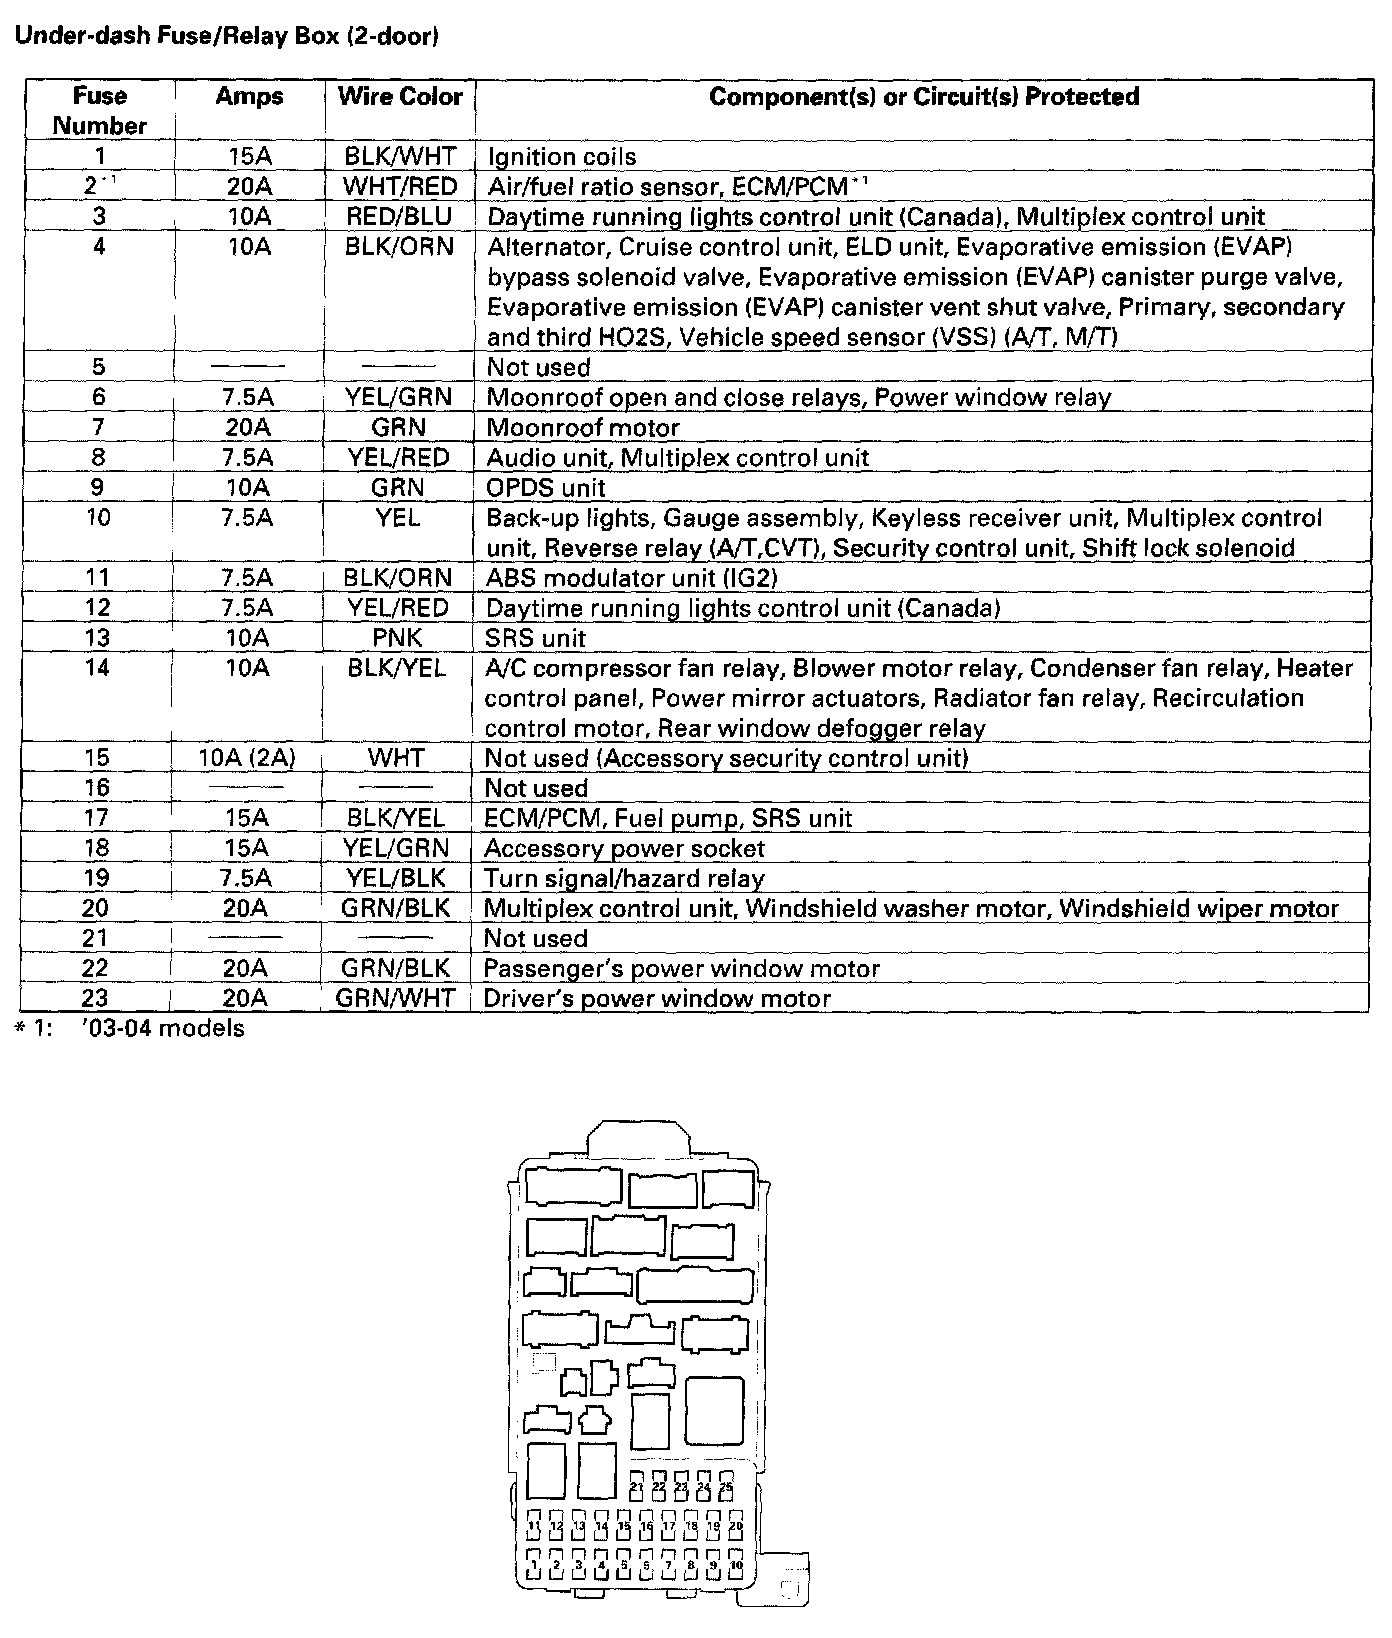 Under-dash Fuse/Relay Box (2-door)
Fuse Number Amps Wire Color Component(s) or Circuit(s) Protected
1 15A BLK/WHT Ignition coils
2*1 20A WHT/RED Air/fuel ratio sensor, ECM/PCM*1
3 10A RED/BLU Daytime running lights control unit (Canada), Multiplex control unit
4 10A BLK/ORN Alternator, Cruise control unit, ELD unit, Evaporative emission (EVAP)
bypass solenoid valve, Evaporative emission (EVAP) canister purge valve,
Evaporative emission (EVAP) canister vent shut valve, Primary, secondary
and third HO2S, Vehicle speed sensor (VSS) (A/T, M/T)
5 —— —— Not used
6 7.5A YEL/GRN Moonroof open and close relays, Power window relay
7 20A GRN Moonroof motor
8 7.5A YEL/RED Audio unit, Multiplex control unit
9 10A GRN OPDS unit
10 7.5A YEL Back-up lights, Gauge assembly, Keyless receiver unit, Multiplex control
unit, Reverse relay (A/T,CVT), Security control unit, Shift lock solenoid
11 7.5A BLK/ORN ABS modulator unit (IG2)
12 7.5A YEL/RED Daytime running lights control unit (Canada)
13 10A PNK SRS unit
14 10A BLK/YEL A/C compressor fan relay, Blower motor relay, Condenser fan relay, Heater
control panel, Power mirror actuators, Radiator fan relay, Recirculation
control motor, Rear window defogger relay
15 10A (2A) WHT Not used (Accessory security control unit)
16 —— —— Not used
17 15A BLK/YEL ECM/PCM, Fuel pump, SRS unit
18 15A YEL/GRN Accessory power socket
19 7.5A YEL/BLK Turn signal/hazard relay
20 20A GRN/BLK Multiplex control unit, Windshield washer motor, Windshield wiper motor
21 —— —— Not used
22 20A GRN/BLK Passenger's power window motor
23 20A GRN/WHT Driver's power window motor
* 1: '03-04 models
21 22 23 24 25
11 12 13 14 15 16 17 18 19 20
1 2 3 4 5 6 7 8 9 10